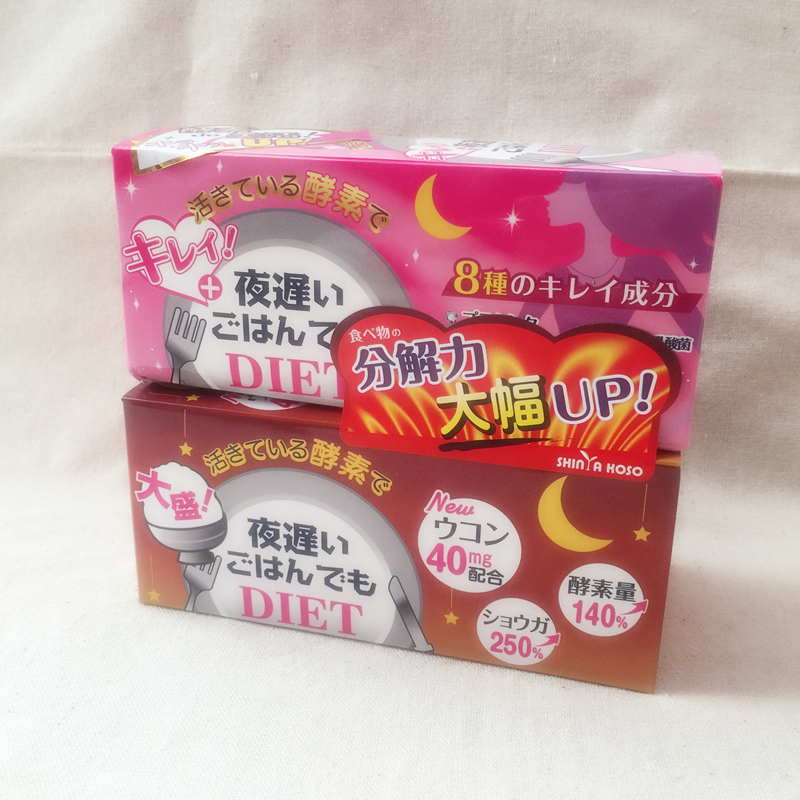 活きている酵素で
キレイ!
+
夜遅い
ごはんで
DIET
8種のキレイ成分
酸菌
食べ物の
分解力
大幅UP!
SHINYA KOSO
活きている酵素で
大盛!
夜遅い
ごはんでも
DIET
New
ウコン
40mg
配合
ショウガ
250%
酵素量
140%